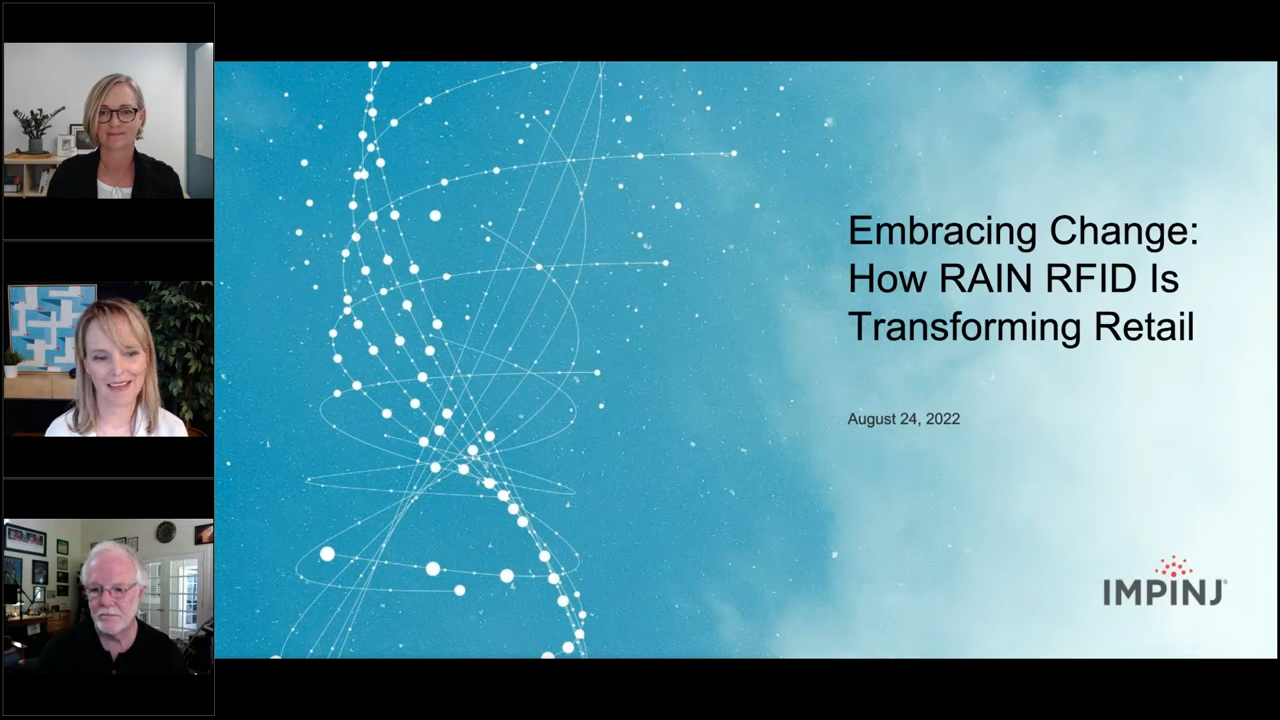 Embracing Change:
How RAIN RFID Is
Transforming Retail
August 24, 2022
IMPINJ